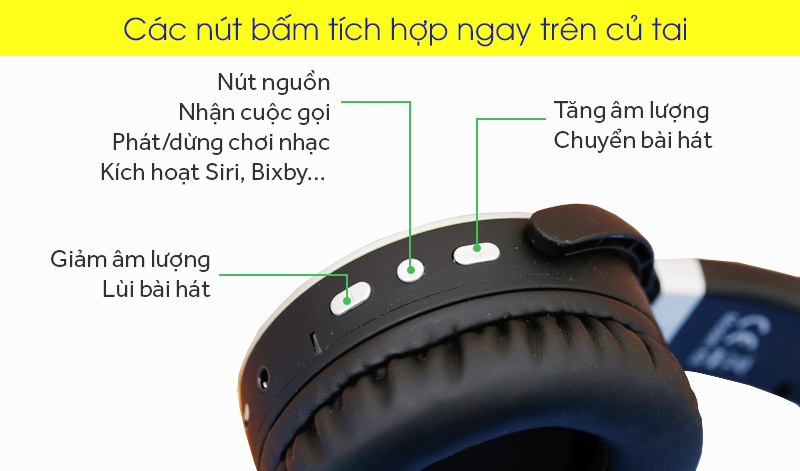 Các nút bấm tích hợp ngay trên củ tai
Nút nguồn
Nhận cuộc gọi
Phát/dừng chơi nhạc
Kích hoạt Siri, Bixby...
Tăng âm lượng
Chuyển bài hát
Giảm âm lượng
Lùi bài hát
CE